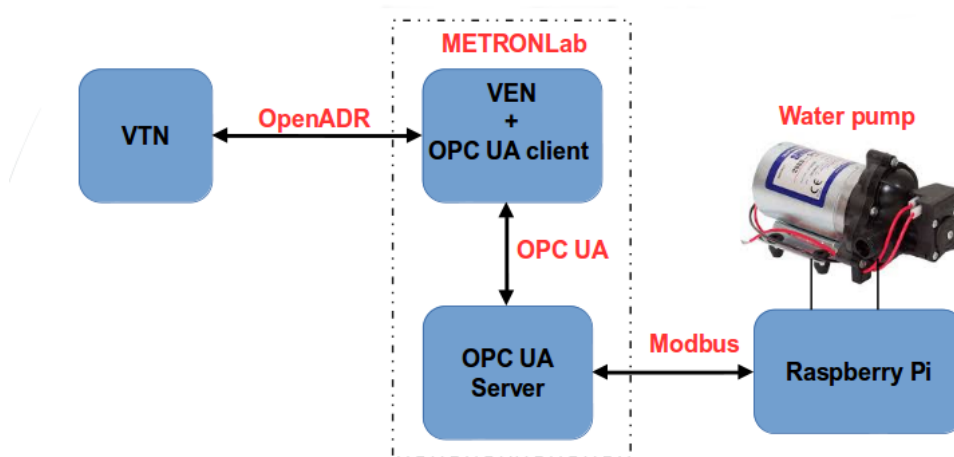 METRONLab
VTN
OpenADR
VEN
+
OPC UA client
Water pump
OPC UA
OPC UA
Server
Modbus
Raspberry Pi